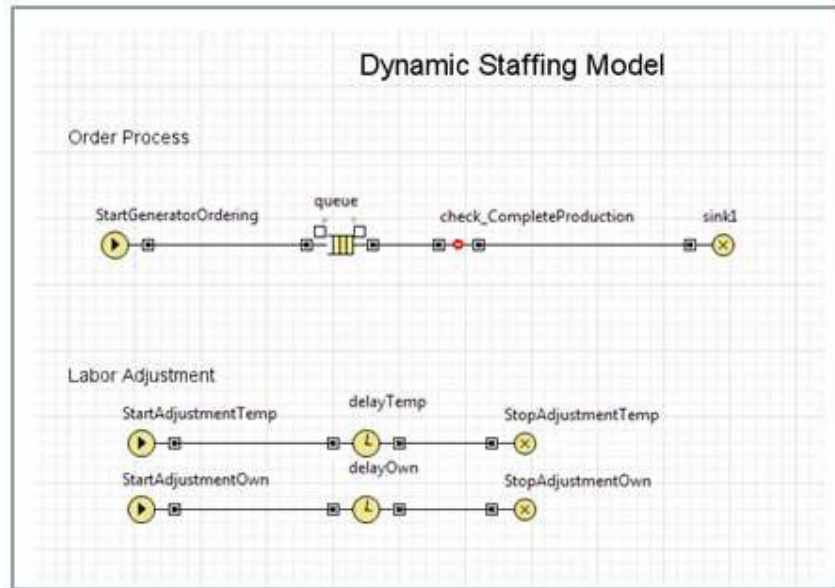 Dynamic Staffing Model
Order Process
StartGeneratorOrdering
queue
check_CompleteProduction
sink1
Labor Adjustment
StartAdjustmentTemp
delayTemp
StopAdjustmentTemp
StartAdjustmentOwn
delayOwn
StopAdjustmentOwn